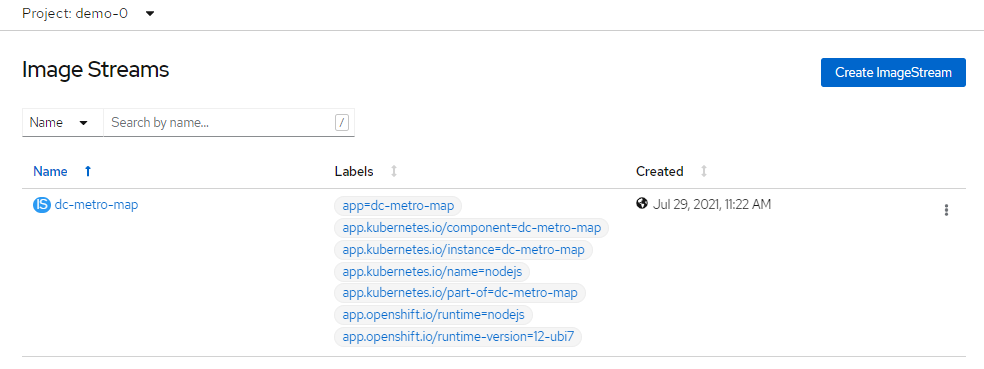 Project: demo-0
Image Streams
Create ImageStream
Name
Search by name...
/
Name Labels Created
IS dc-metro-map app=dc-metro-map Jul 29, 2021, 11:22 AM
app.kubernetes.io/component=dc-metro-map
app.kubernetes.io/instance=dc-metro-map
app.kubernetes.io/name=nodejs
app.kubernetes.io/part-of=dc-metro-map
app.openshift.io/runtime=nodejs
app.openshift.io/runtime-version=12-ubi7